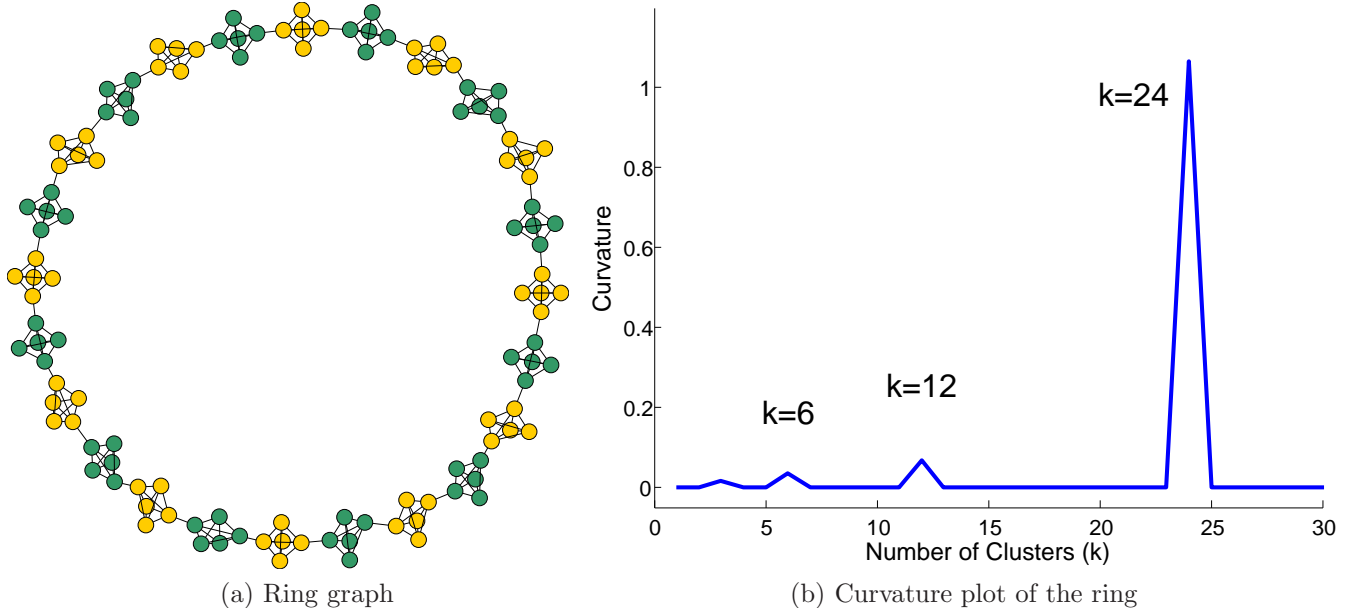 k=24
k=12
k=6
Curvature
1
0.8
0.6
0.4
0.2
0
0 5 10 15 20 25 30
Number of Clusters (k)
(a) Ring graph
(b) Curvature plot of the ring